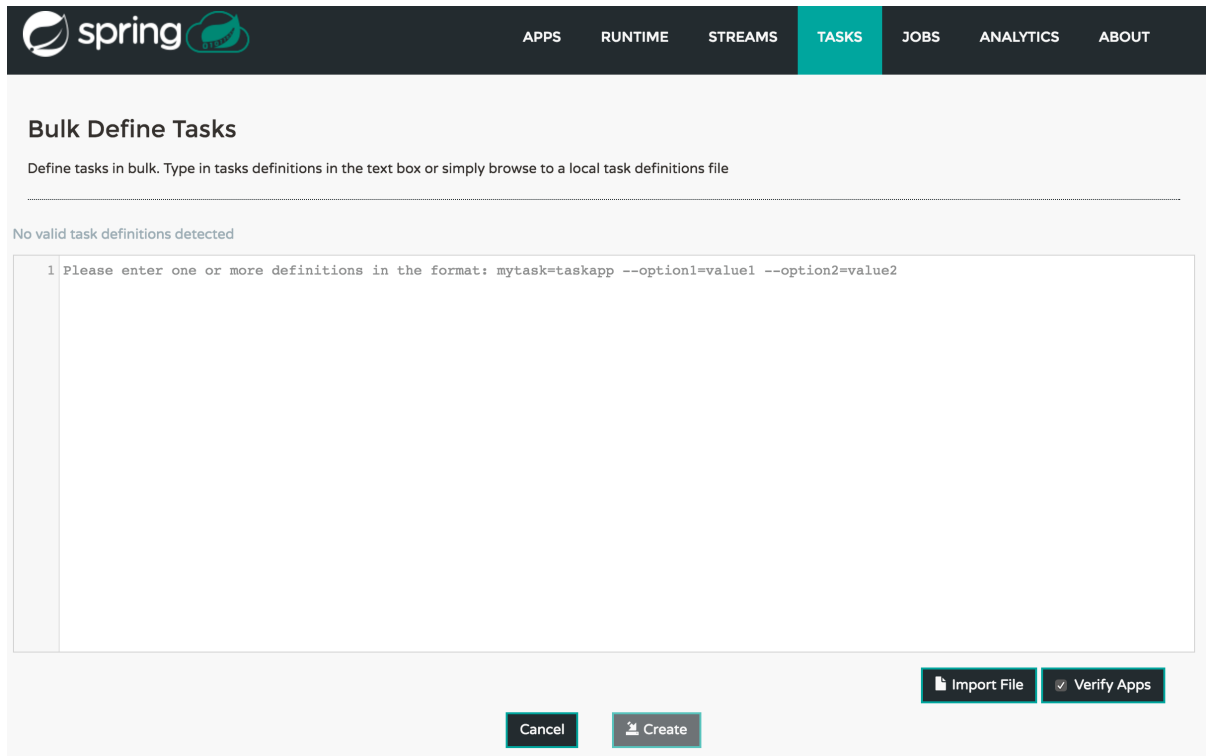 spring
APPS RUNTIME STREAMS TASKS JOBS ANALYTICS ABOUT
Bulk Define Tasks
Define tasks in bulk. Type in tasks definitions in the text box or simply browse to a local task definitions file
No valid task definitions detected
1 Please enter one or more definitions in the format: mytask=taskapp --option1=value1 --option2=value2
Import File Verify Apps
Cancel Create